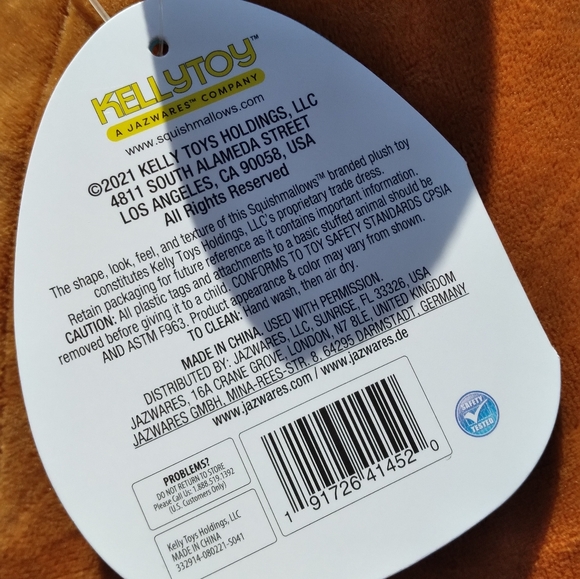 KELLYTOY™
A JAZWARES™ COMPANY
www.squishmallows.com
©2021 KELLY TOYS HOLDINGS, LLC
4811 SOUTH ALAMEDA STREET
LOS ANGELES, CA 90058, USA
All Rights Reserved
The shape, look, feel, and texture of this Squishmallows™ branded plush toy
constitutes Kelly Toys Holdings, LLC's proprietary trade dress.
Retain packaging for future reference as it contains important information.
CAUTION: All plastic tags and attachments to a basic stuffed animal should be
removed before giving it to a child. CONFORMS TO TOY SAFETY STANDARDS CPSIA
AND ASTM F963. Product appearance & color may vary from shown.
TO CLEAN: Hand wash, then air dry.
MADE IN CHINA. USED WITH PERMISSION.
DISTRIBUTED BY: JAZWARES, LLC, SUNRISE, FL 33326, USA
JAZWARES, 16A CRANE GROVE, LONDON, N7 8LE, UNITED KINGDOM
JAZWARES GMBH, MINA-REES-STR. 8, 64295 DARMSTADT, GERMANY
www.jazwares.com / www.jazwares.de
SAFETY
TESTED
PROBLEMS?
DO NOT RETURN TO STORE
Please Call Us: 1.888.519.1392
(U.S. Customers Only)
1 91726 41452 0
Kelly Toys Holdings, LLC
MADE IN CHINA
332914-080221-S041